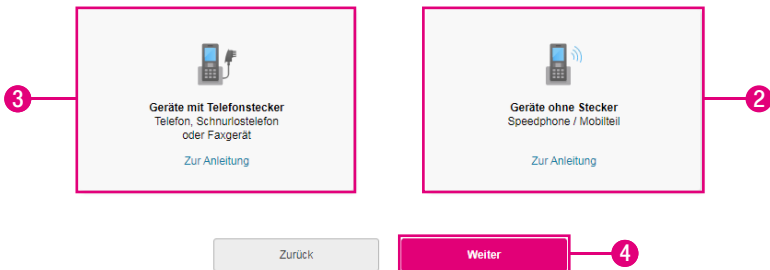 3
Geräte mit Telefonstecker
Telefon, Schnurlostelefon
oder Faxgerät
Zur Anleitung
Geräte ohne Stecker
Speedphone / Mobilteil
Zur Anleitung
2
Zurück
Weiter
4